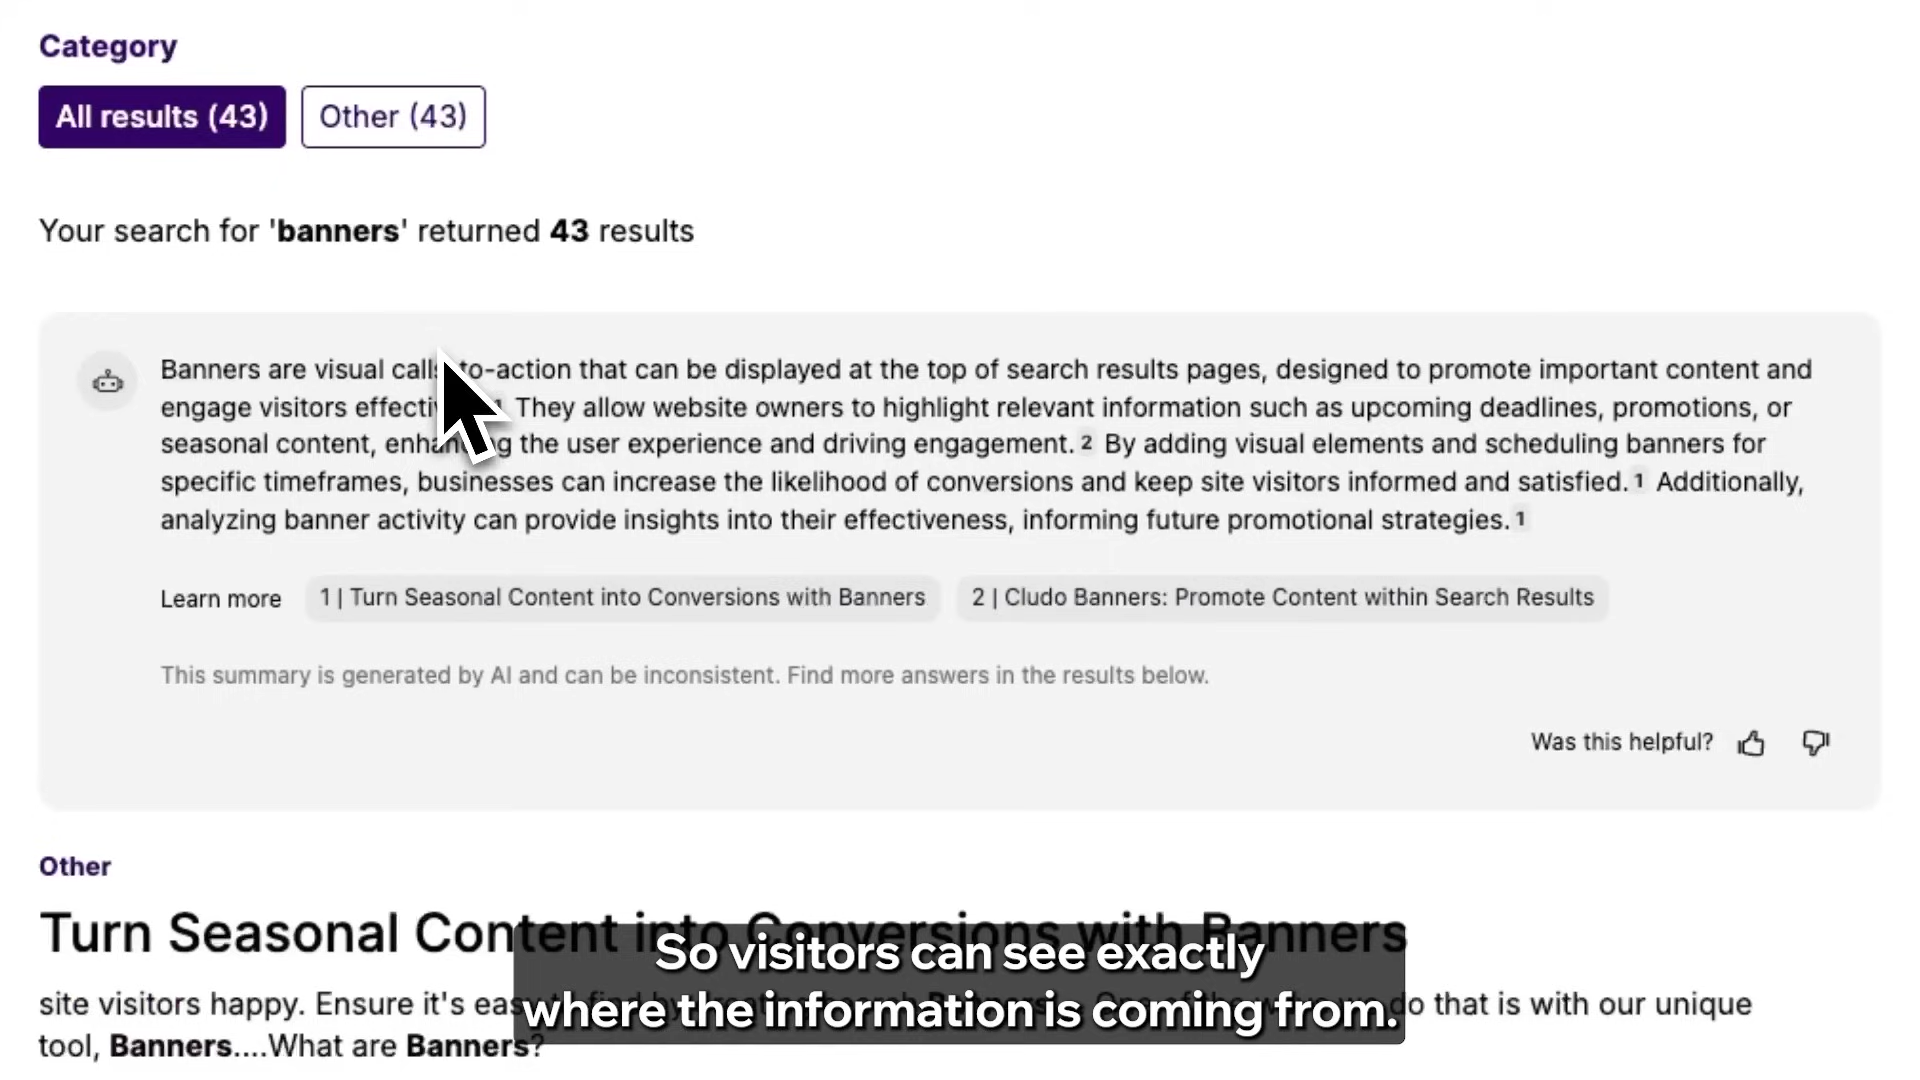 Category
All results (43) Other (43)
Your search for 'banners' returned 43 results
Banners are visual calls-to-action that can be displayed at the top of search results pages, designed to promote important content and
engage visitors 1 They allow website owners to highlight relevant information such as upcoming deadlines, promotions, or
seasonal content, enhancing the user experience and driving engagement. 2 By adding visual elements and scheduling banners for
specific timeframes, businesses can increase the likelihood of conversions and keep site visitors informed and satisfied. 1 Additionally,
analyzing banner activity can provide insights into their effectiveness, informing future promotional strategies. 1
Learn more 1 | Turn Seasonal Content into Conversions with Banners 2 | Cludo Banners: Promote Content within Search Results
This summary is generated by AI and can be inconsistent. Find more answers in the results below.
Was this helpful?
Other
Turn Seasonal Content into Conversions with Banners
site visitors happy. Ensure it's do that is with our unique
tool, Banners....What are Banners?
So visitors can see exactly
where the information is coming from.